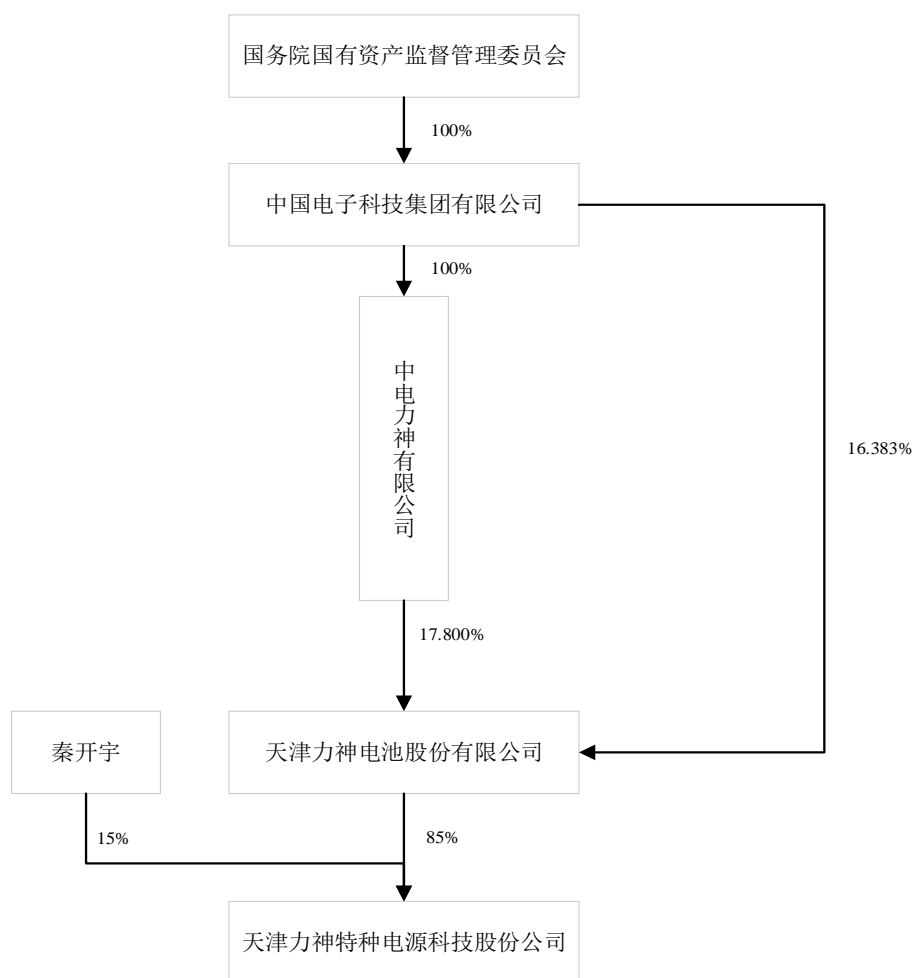 国务院国有资产监督管理委员会
100%
中国电子科技集团有限公司
100%
中电力神有限公司
16.383%
17.800%
秦开宇
天津力神电池股份有限公司
15%
85%
天津力神特种电源科技股份公司